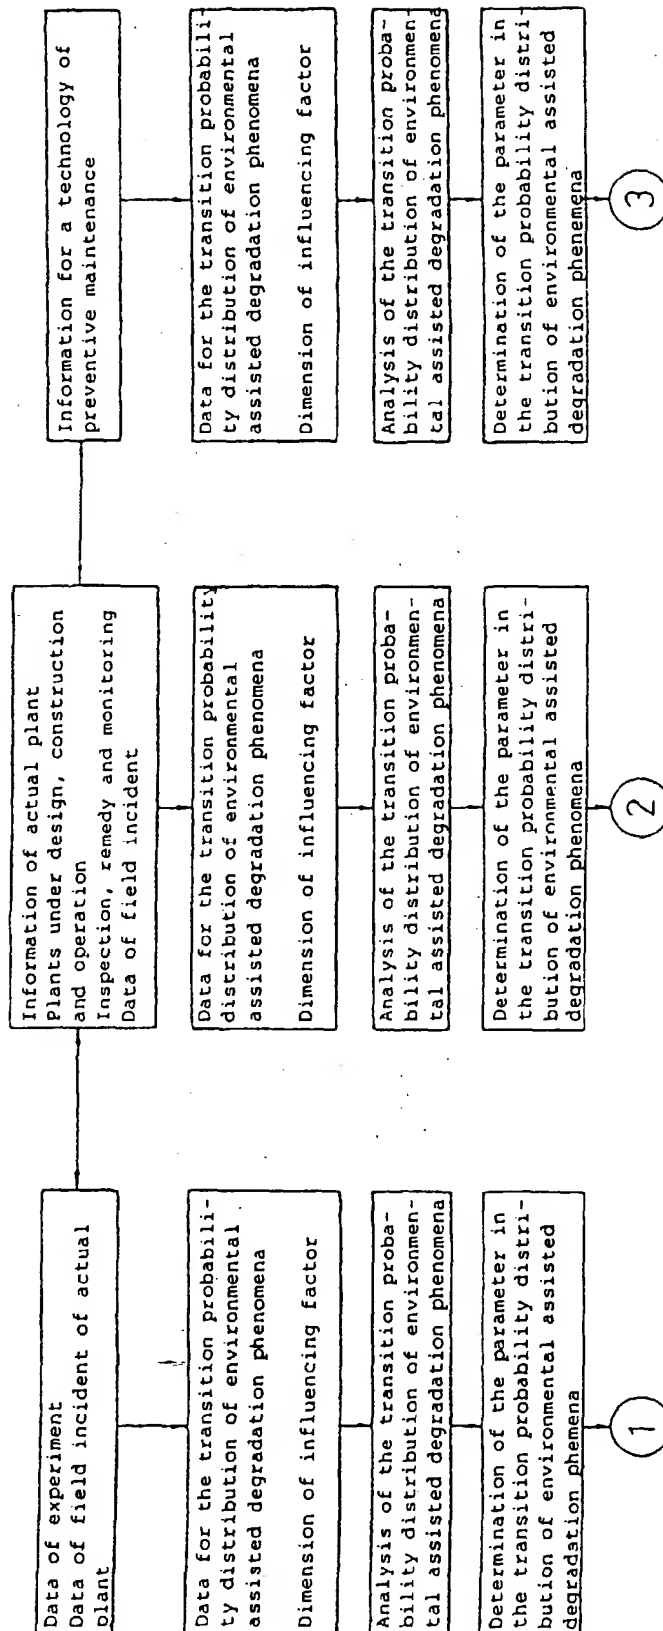 Data of experiment
Data of field incident of actual
plant
Data for the transition probabili-
ty distribution of environmental
assisted degradation phenomena
Dimension of influencing factor
Analysis of the transition proba-
bility distribution of environmen-
tal assisted degradation phenomena
Determination of the parameter in
the transition probability distri-
bution of environmental assisted
degradation phemena
1
Information of actual plant
Plants under design, construction
and operation
Inspection, remedy and monitoring
Data of field incident
Data for the transition probability
distribution of environmental
assisted degradation phenomena
Dimension of influencing factor
Analysis of the transition proba-
bility distribution of environmen-
tal assisted degradation phenomena
Determination of the parameter in
the transition probability distri-
bution of environmental assisted
degradation phenomena
2
Information for a technology of
preventive maintenance
Data for the transition probabili-
ty distribution of environmental
assisted degradation phenomena
Dimension of influencing factor
Analysis of the transition proba-
bility distribution of environmen-
tal assisted degradation phenomena
Determination of the parameter in
the transition probability distri-
bution of environmental assisted
degradation phenemena
3